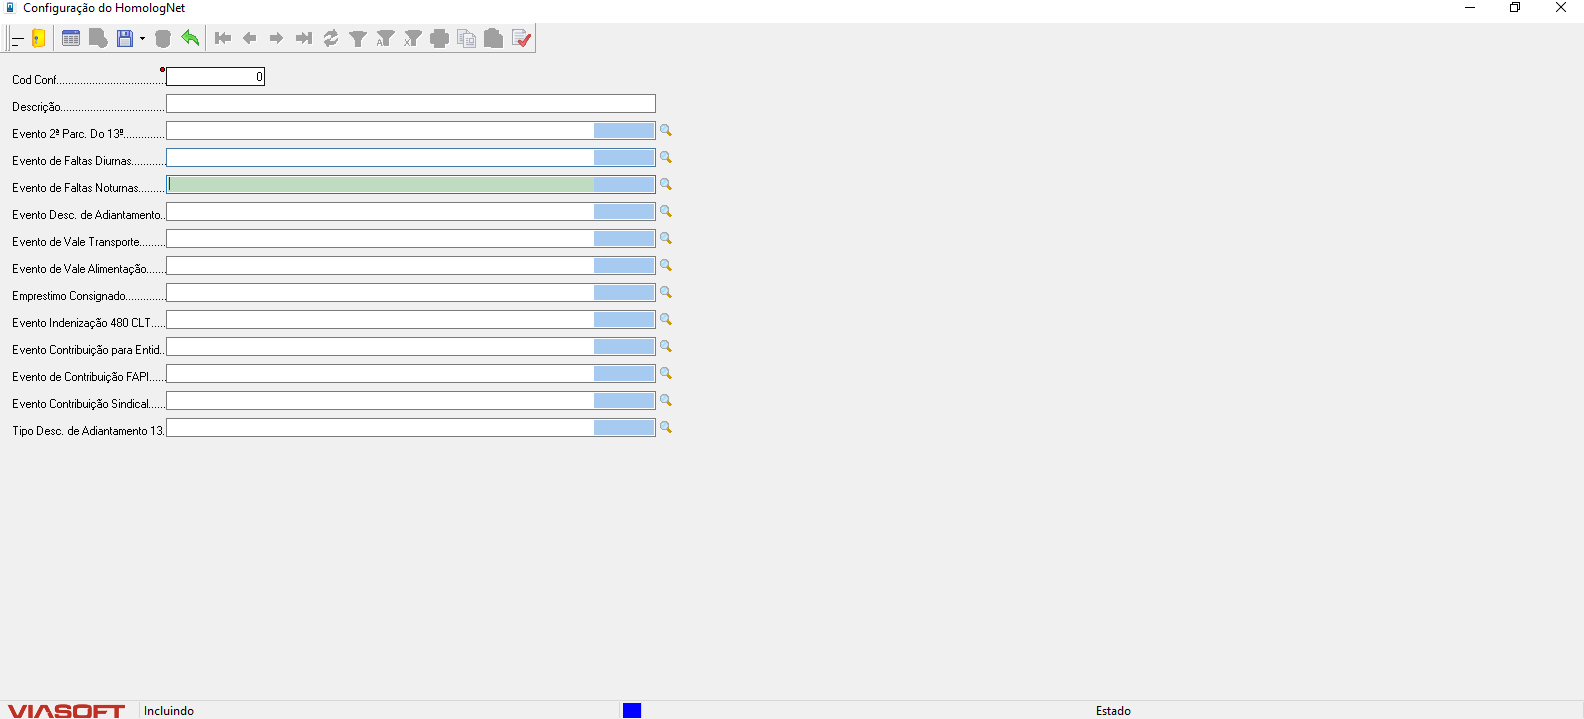 Configuração do HomologNet
Cod Conf.....................................
0
Descrição...................................
Evento 2ª Parc. Do 13º..............
Evento de Faltas Diurnas............
Evento de Faltas Noturnas.........
Evento Desc. de Adiantamento..
Evento de Vale Transporte.........
Evento de Vale Alimentação.......
Emprestimo Consignado..............
Evento Indenização 480 CLT.....
Evento Contribuição para Entid..
Evento de Contribuição FAPI......
Evento Contribuição Sindical......
Tipo Desc. de Adiantamento 13.
VIASOFT
Incluindo
Estado